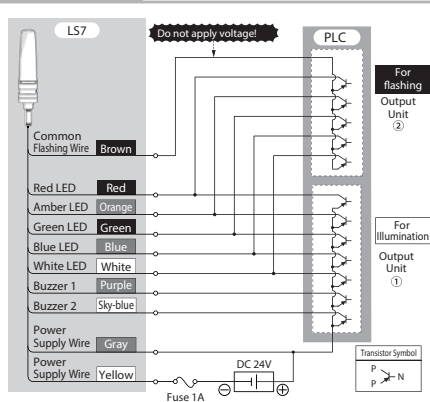 LS7
Do not apply voltage!
PLC
For
flashing
Output
Unit
②
Common
Flashing Wire Brown
Red LED Red
Amber LED Orange
Green LED Green
Blue LED Blue
White LED White
Buzzer 1 Purple
Buzzer 2 Sky-blue
Power
Supply Wire Gray
Power
Supply Wire Yellow
For
Illumination
Output
Unit
①
DC 24V
⊖ ⊕
Fuse 1A
Transistor Symbol
P
P N